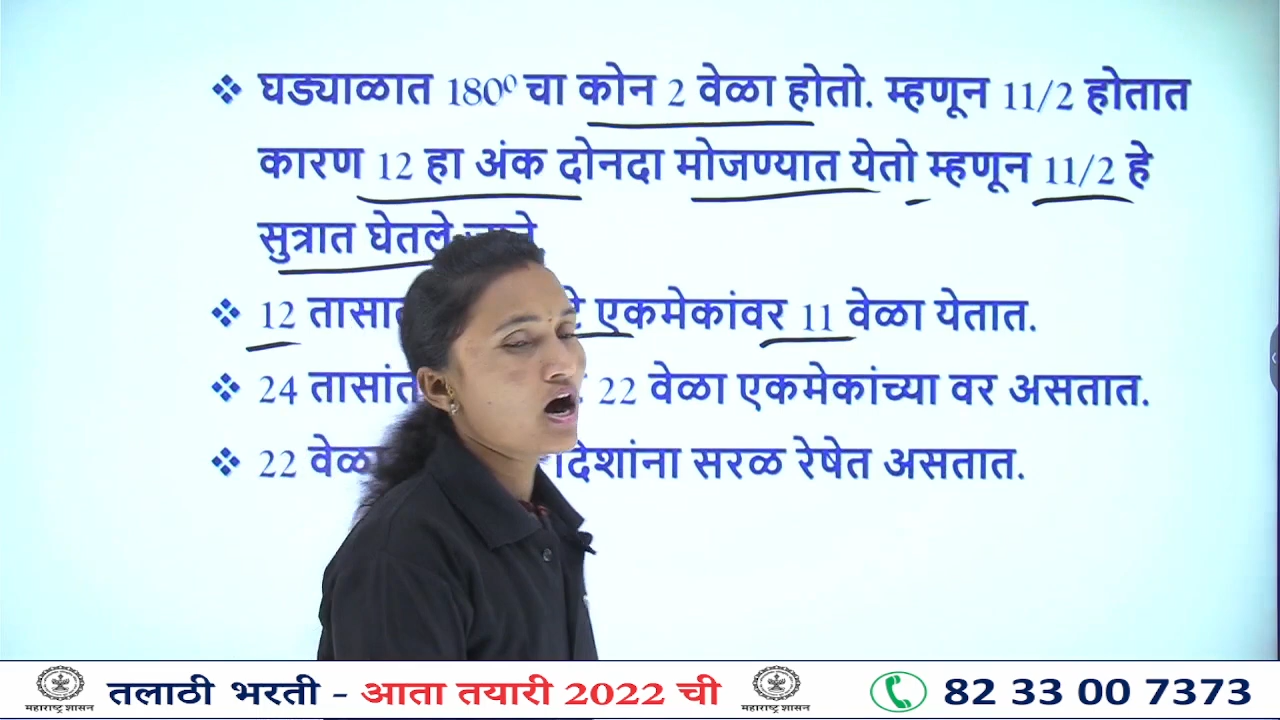 ❖ घड्याळात 180⁰ चा कोन 2 वेळा होतो. म्हणून 11/2 होतात
कारण 12 हा अंक दोनदा मोजण्यात येतो म्हणून 11/2 हे
सुत्रात घेतले
❖ 12 एकमेकांवर 11 वेळा येतात.
❖ 24 22 वेळा एकमेकांच्या वर असतात.
❖ 22 सरळ रेषेत असतात.
महाराष्ट्र शासन
तलाठी भरती - आता तयारी 2022 ची
महाराष्ट्र शासन
82 33 00 7373